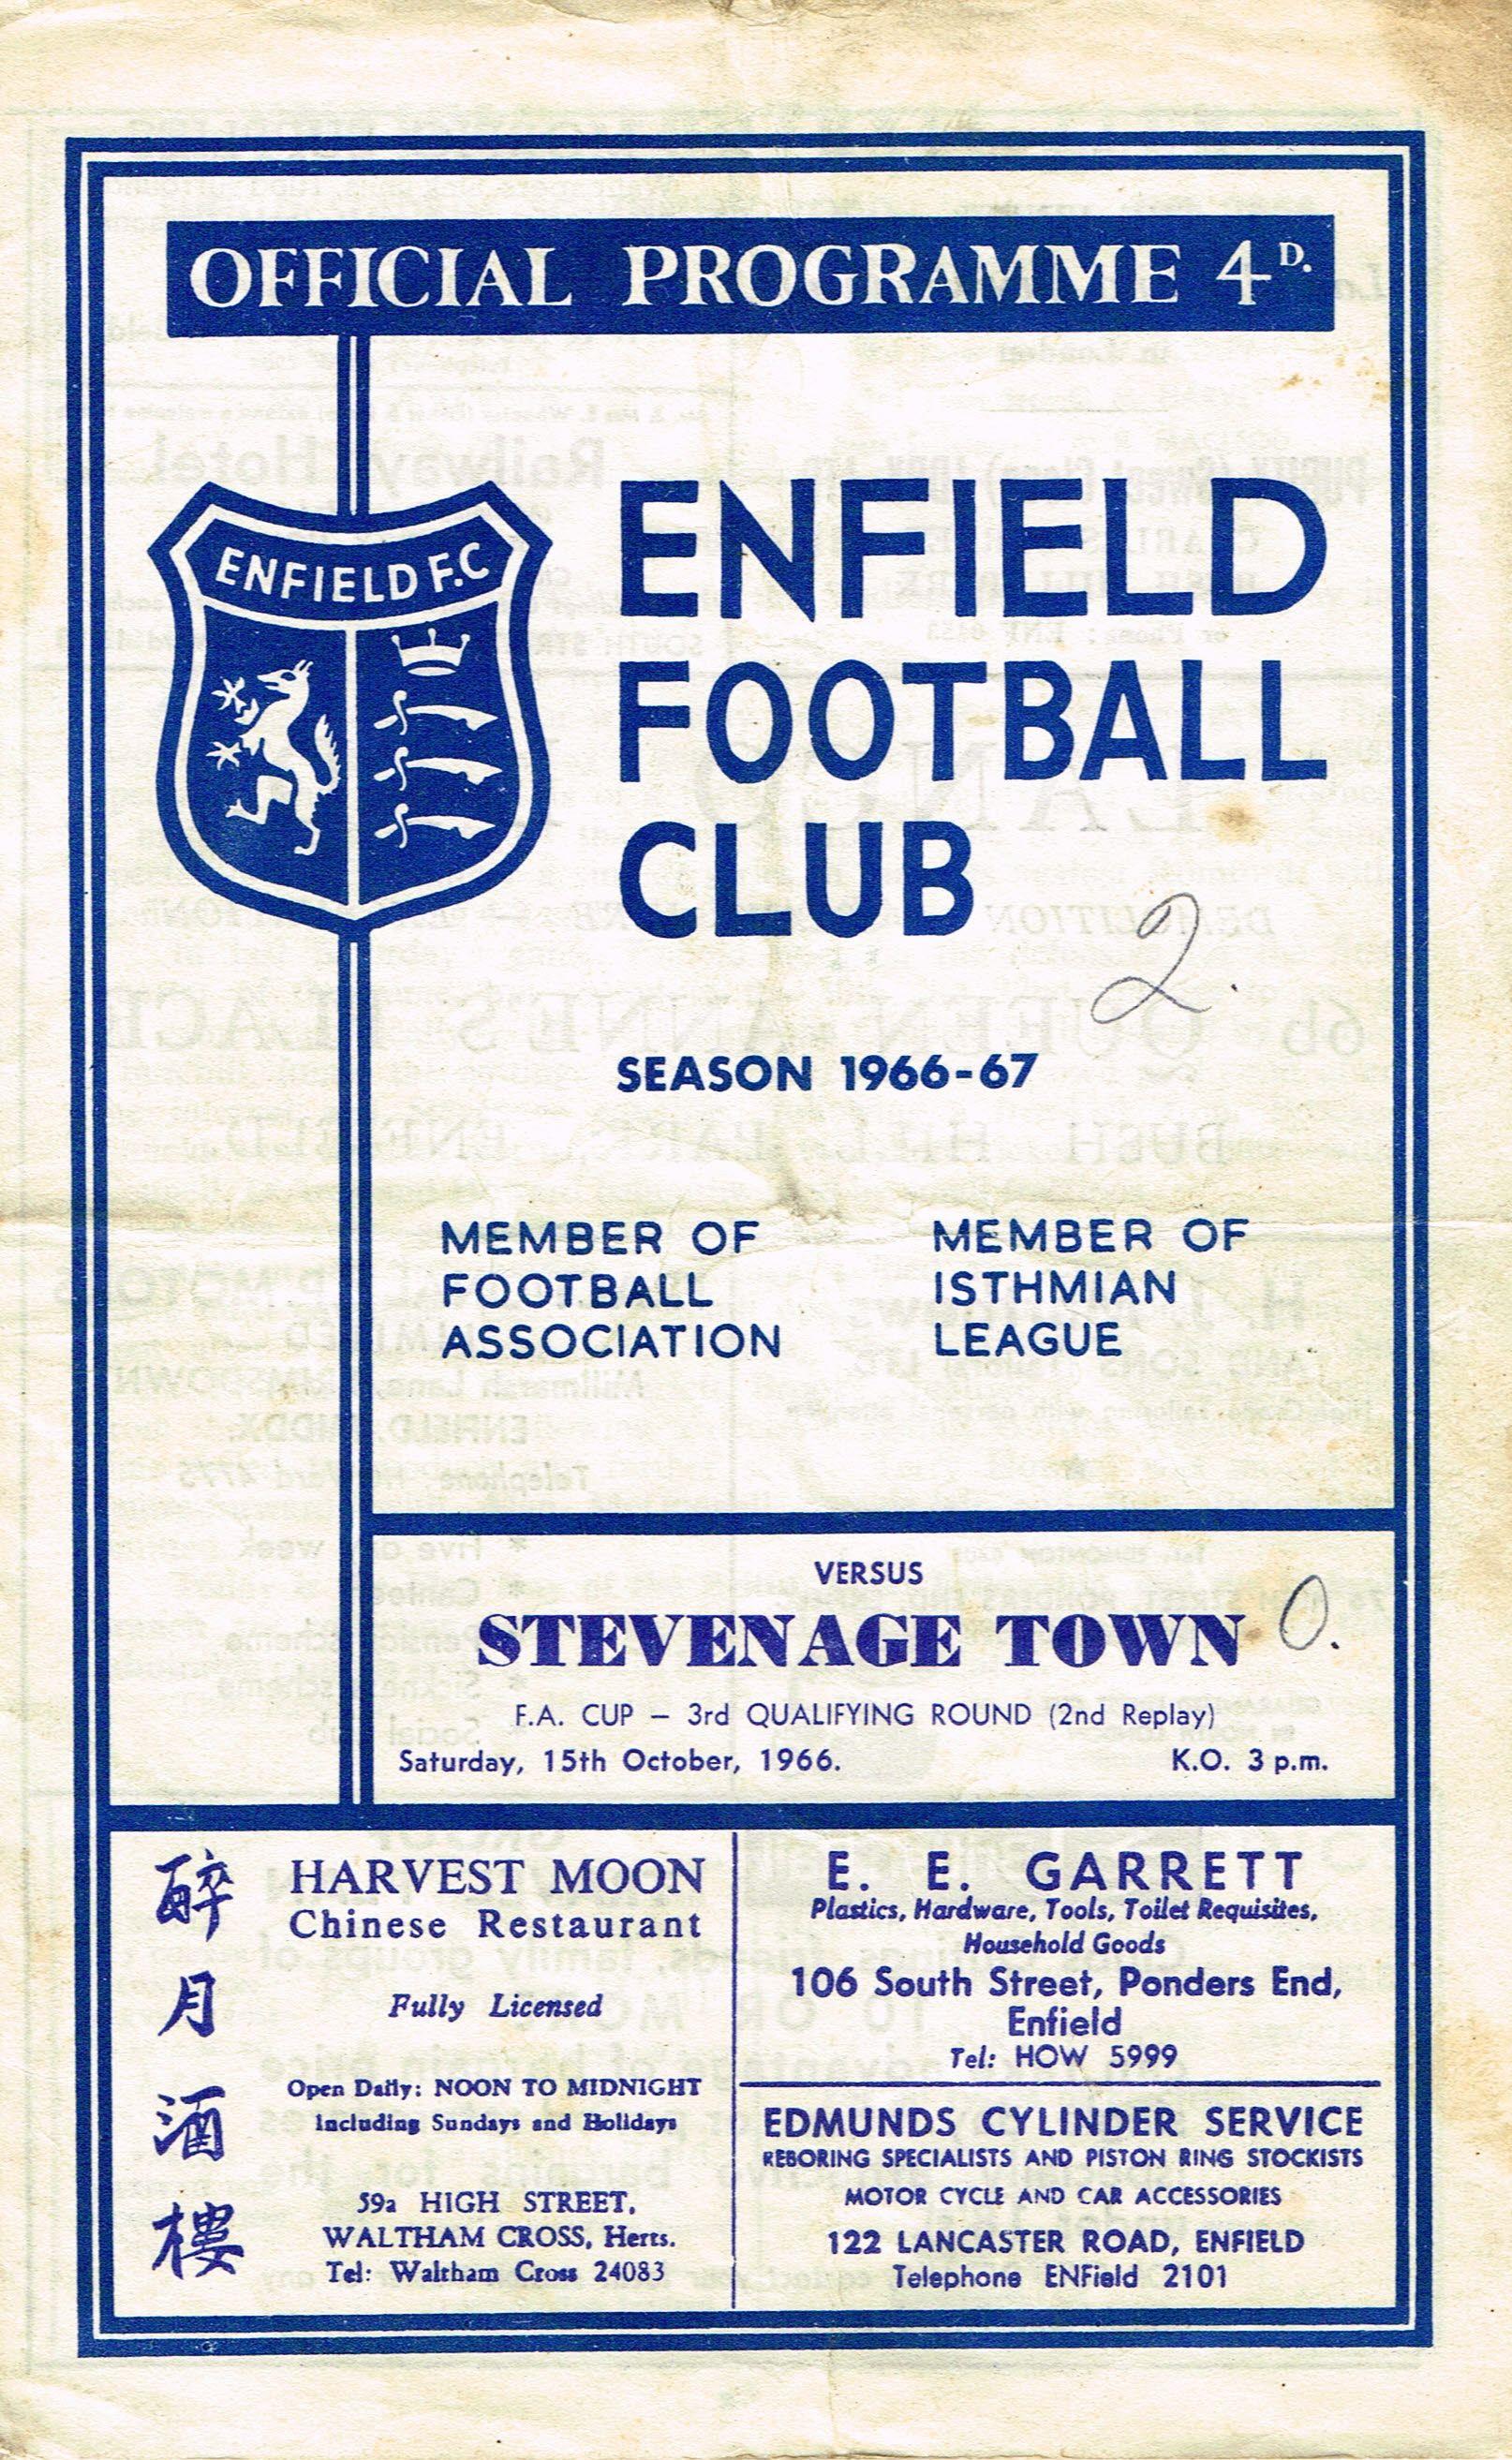 OFFICIAL PROGRAMME 4D.
ENFIELD F.C
ENFIELD
FOOTBALL
CLUB
2.
SEASON 1966-67
MEMBER OF
FOOTBALL
ASSOCIATION
MEMBER OF
ISTHMIAN
LEAGUE
VERSUS
STEVENAGE TOWN 0.
F.A. CUP – 3rd QUALIFYING ROUND (2nd Replay)
Saturday, 15th October, 1966. K.O. 3 p.m.
醉
月
酒
樓
HARVEST MOON
Chinese Restaurant
Fully Licensed
Open Daily: NOON TO MIDNIGHT
including Sundays and Holidays
59a HIGH STREET,
WALTHAM CROSS, Herts.
Tel: Waltham Cross 24083
E. E. GARRETT
Plastics, Hardware, Tools, Toilet Requisites,
Household Goods
106 South Street, Ponders End,
Enfield
Tel: HOW 5999
EDMUNDS CYLINDER SERVICE
REBORING SPECIALISTS AND PISTON RING STOCKISTS
MOTOR CYCLE AND CAR ACCESSORIES
122 LANCASTER ROAD, ENFIELD
Telephone ENField 2101